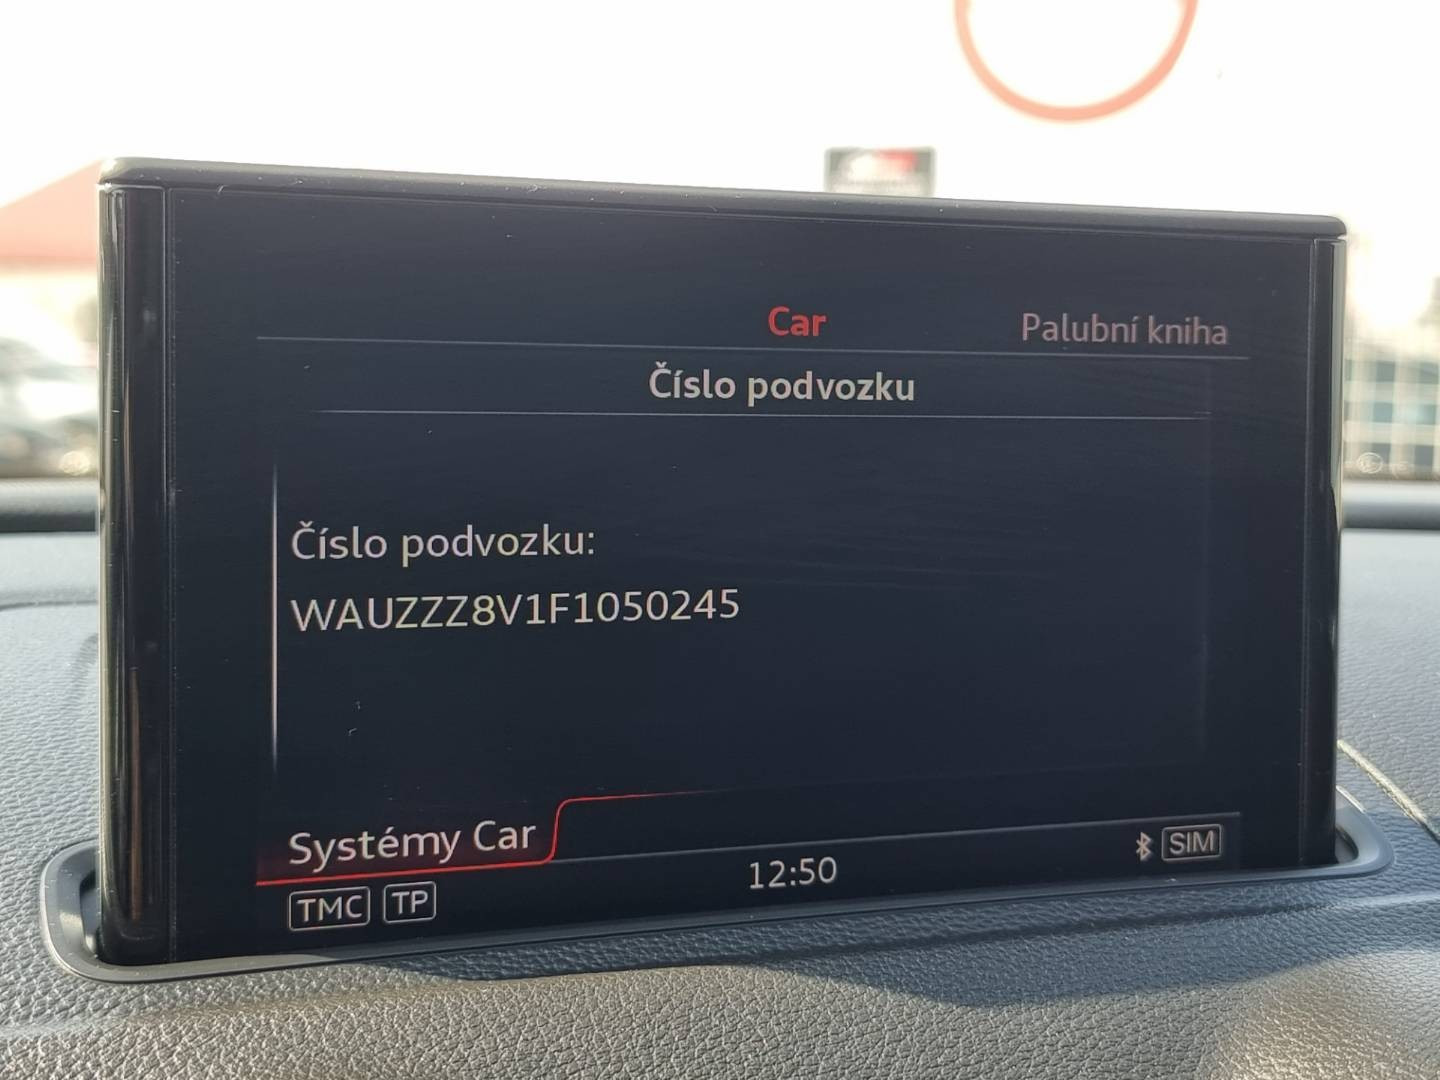 Car
Palubní kniha
Číslo podvozku
Číslo podvozku:
WAUZZZ8V1F1050245
Systémy Car
TMC TP
12:50
SIM